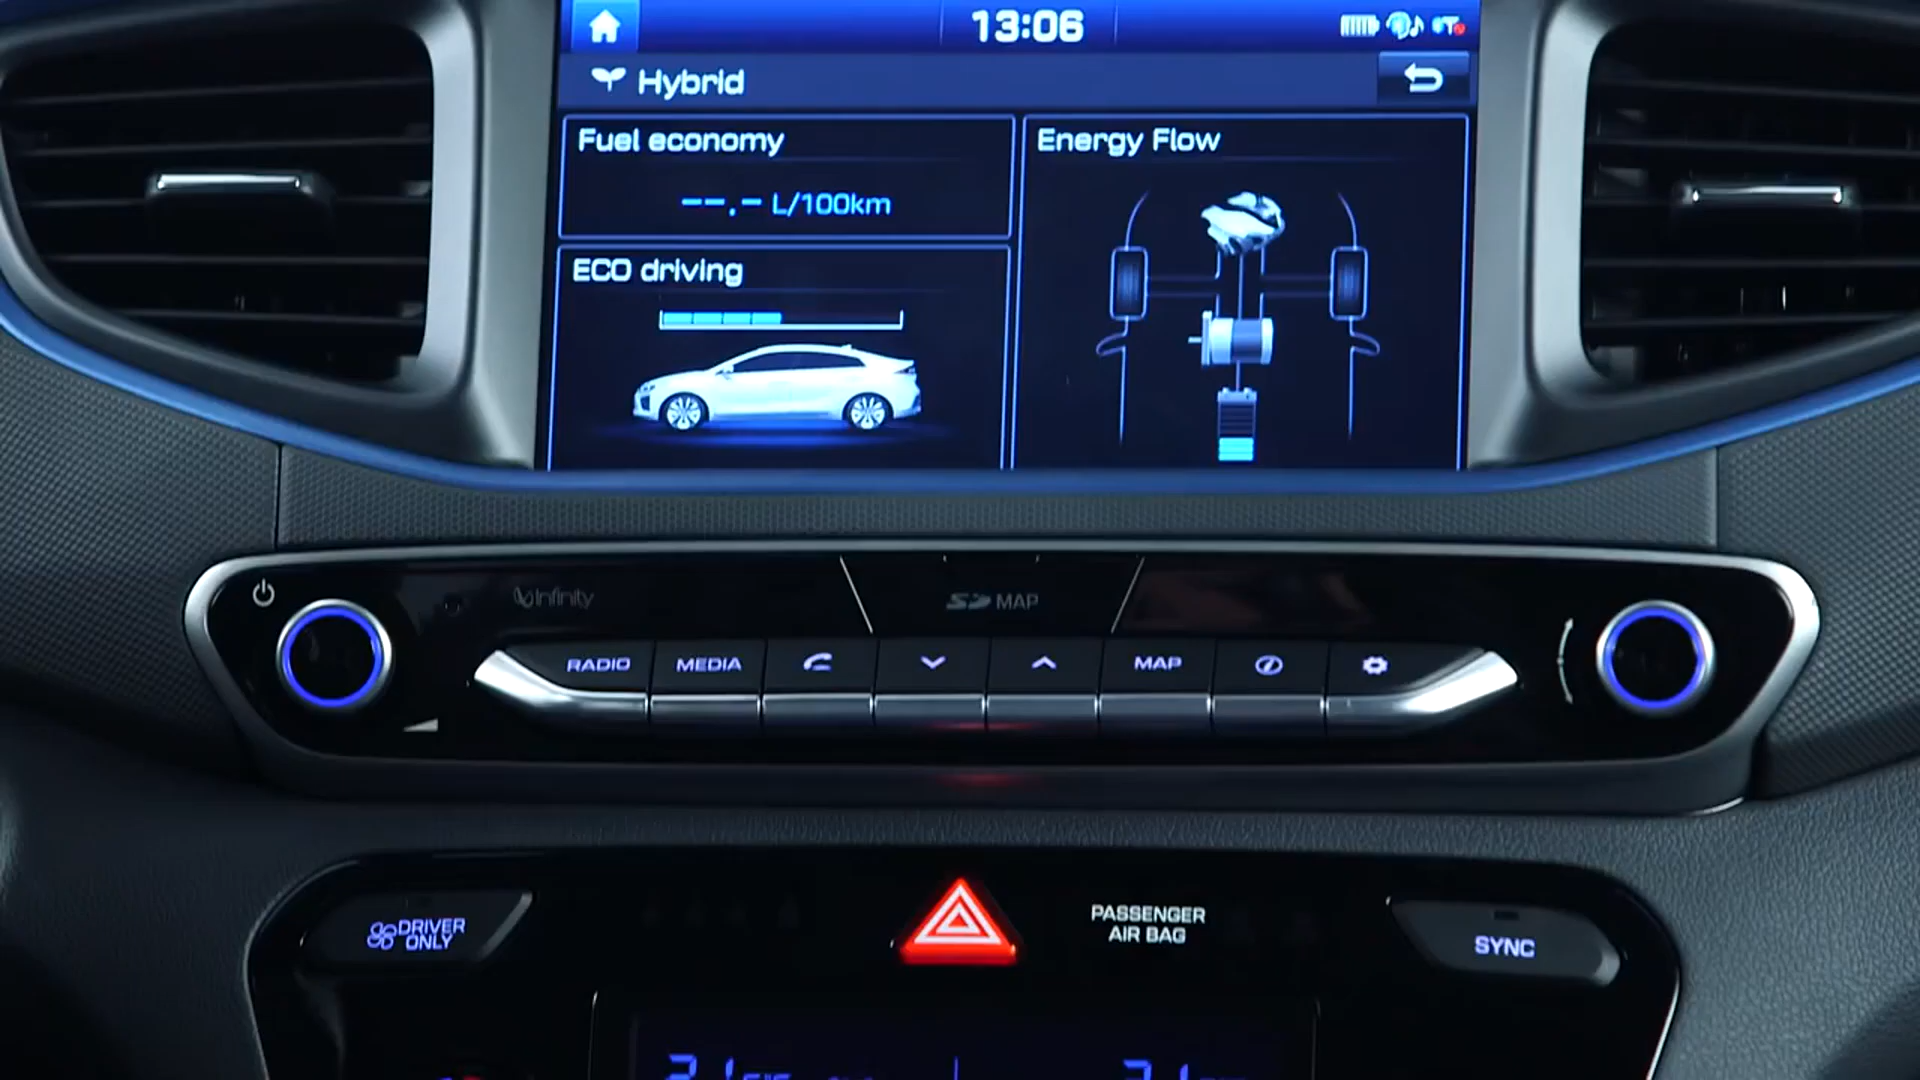 13:06
Hybrid
Fuel economy
--.- L/100km
Energy Flow
ECO driving
Infinity
SD MAP
RADIO
MEDIA
MAP
DRIVER
ONLY
PASSENGER
AIR BAG
SYNC